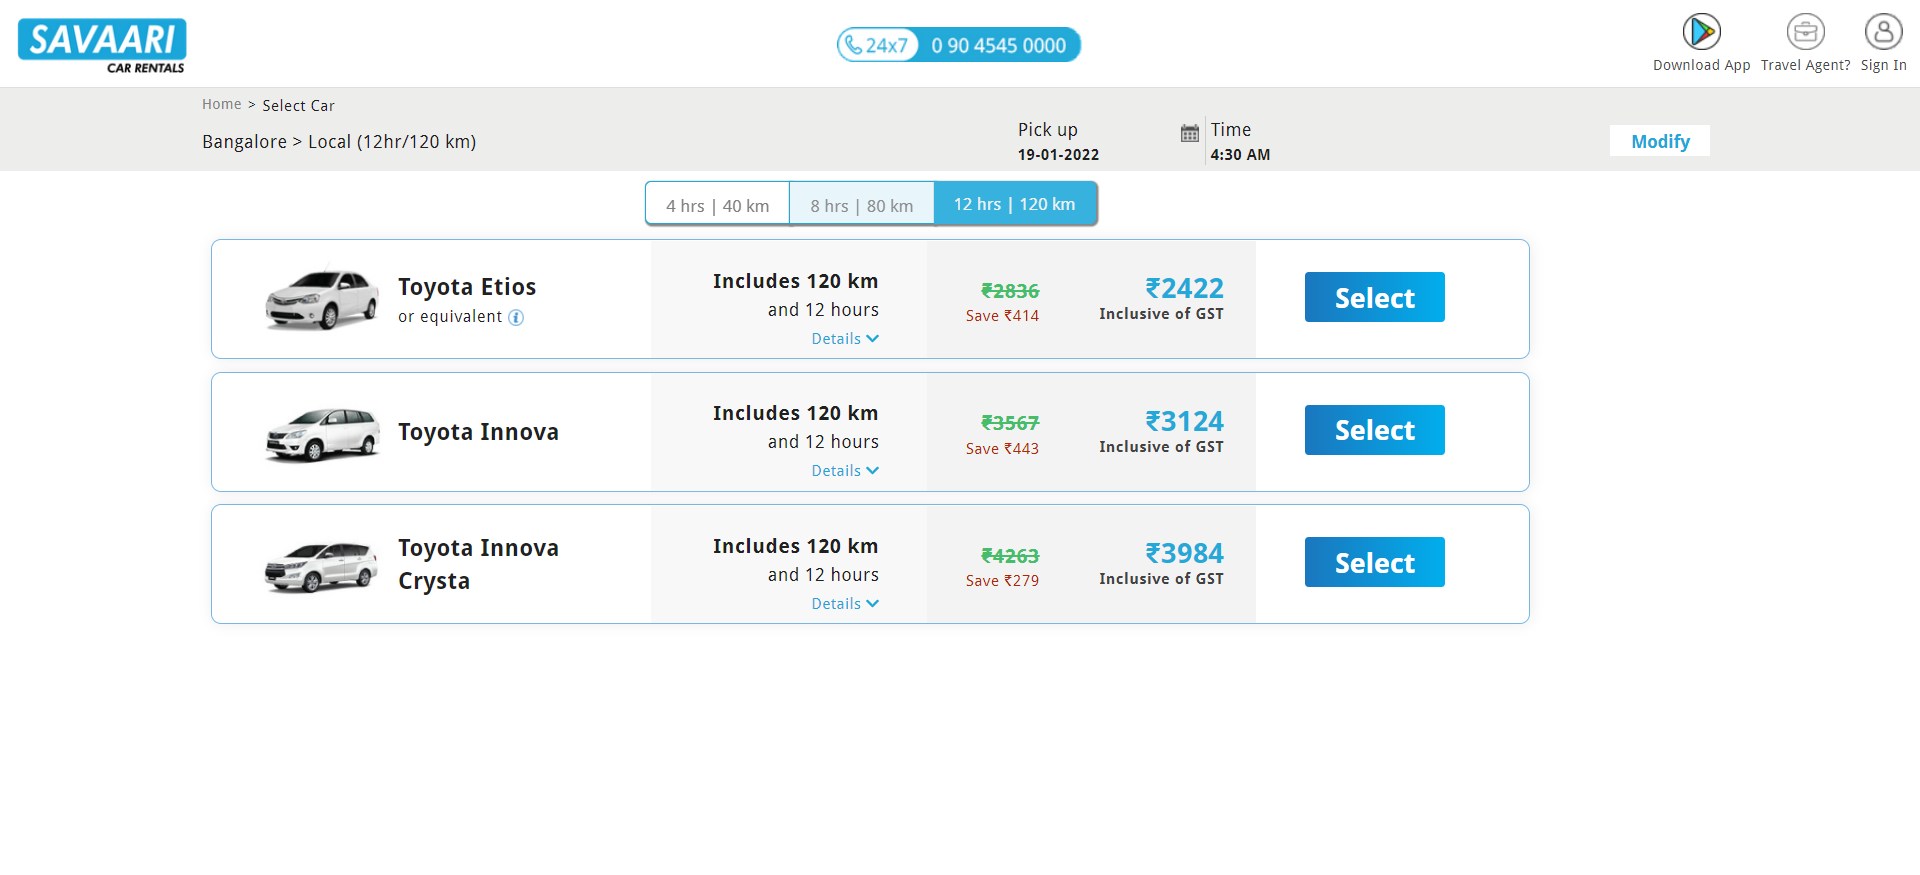 SAVAARI
CAR RENTALS
24x7 0 90 4545 0000
Download App Travel Agent? Sign In
Home > Select Car
Bangalore > Local (12hr/120 km)
Pick up
19-01-2022
Time
4:30 AM
Modify
4 hrs | 40 km 8 hrs | 80 km 12 hrs | 120 km
Toyota Etios
or equivalent i
Includes 120 km
and 12 hours
Details
₹2836
Save ₹414
₹2422
Inclusive of GST
Select
Toyota Innova
Includes 120 km
and 12 hours
Details
₹3567
Save ₹443
₹3124
Inclusive of GST
Select
Toyota Innova
Crysta
Includes 120 km
and 12 hours
Details
₹4263
Save ₹279
₹3984
Inclusive of GST
Select